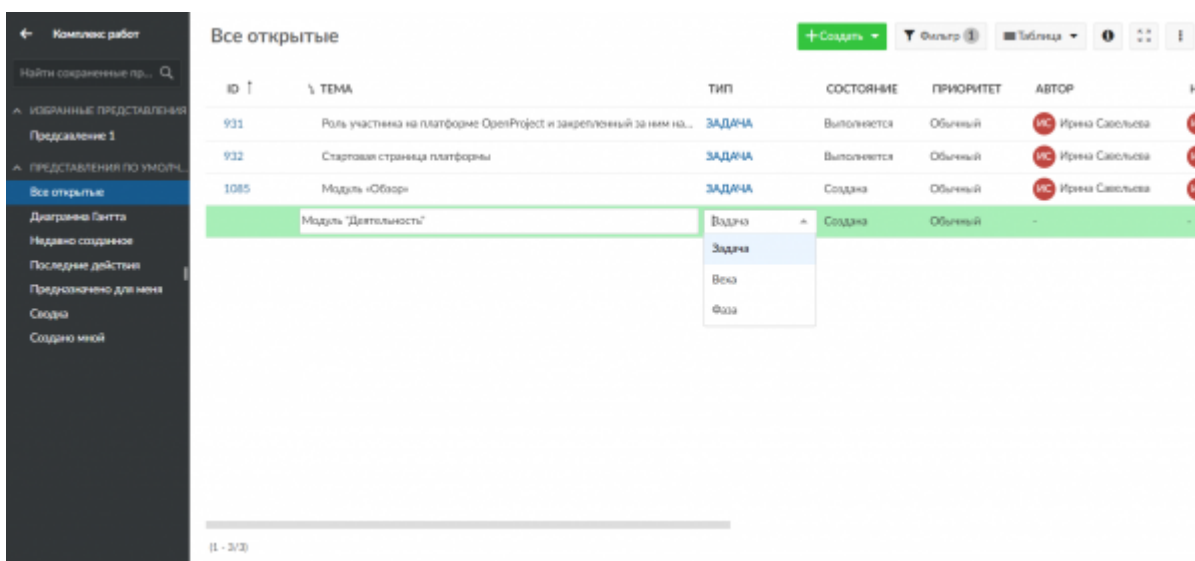 Комплекс работ
Найти сохраненные пр...
ИЗБРАННЫЕ ПРЕДСТАВЛЕНИЯ
Предсавление 1
ПРЕДСТАВЛЕНИЯ ПО УМОЛЧ...
Все открытые
Диаграмма Гантта
Недавно созданное
Последние действия
Предназначено для меня
Сводка
Создано мной
Все открытые
+ Создать
Фильтр 1
Таблица
ID ТЕМА ТИП СОСТОЯНИЕ ПРИОРИТЕТ АВТОР
931 Роль участника на платформе OpenProject и закрепленный за ним на... ЗАДАЧА Выполняется Обычный ИС Ирина Савельева
932 Стартовая страница платформы ЗАДАЧА Выполняется Обычный ИС Ирина Савельева
1085 Модуль «Обзор» ЗАДАЧА Создана Обычный ИС Ирина Савельева
Модуль "Деятельность" Задача Создана Обычный -
Задача
Веха
Фаза
(1 - 3/3)